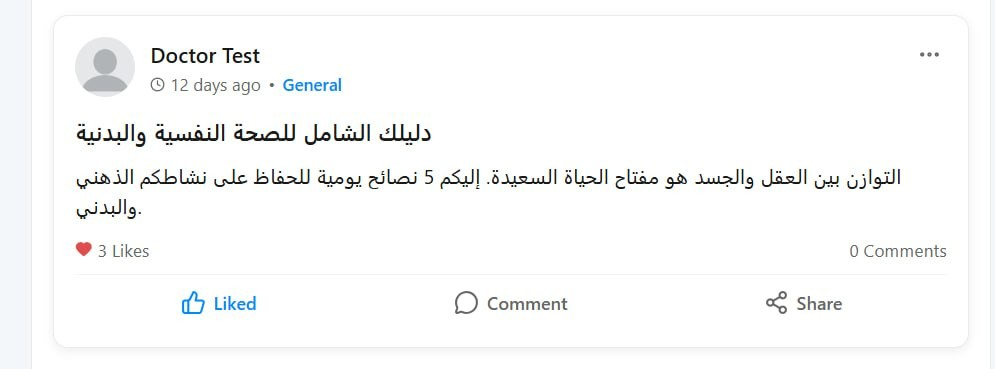 Doctor Test
12 days ago • General
دليلك الشامل للصحة النفسية والبدنية
التوازن بين العقل والجسد هو مفتاح الحياة السعيدة. إليكم 5 نصائح يومية للحفاظ على نشاطكم الذهني
والبدني.
3 Likes 0 Comments
Liked Comment Share